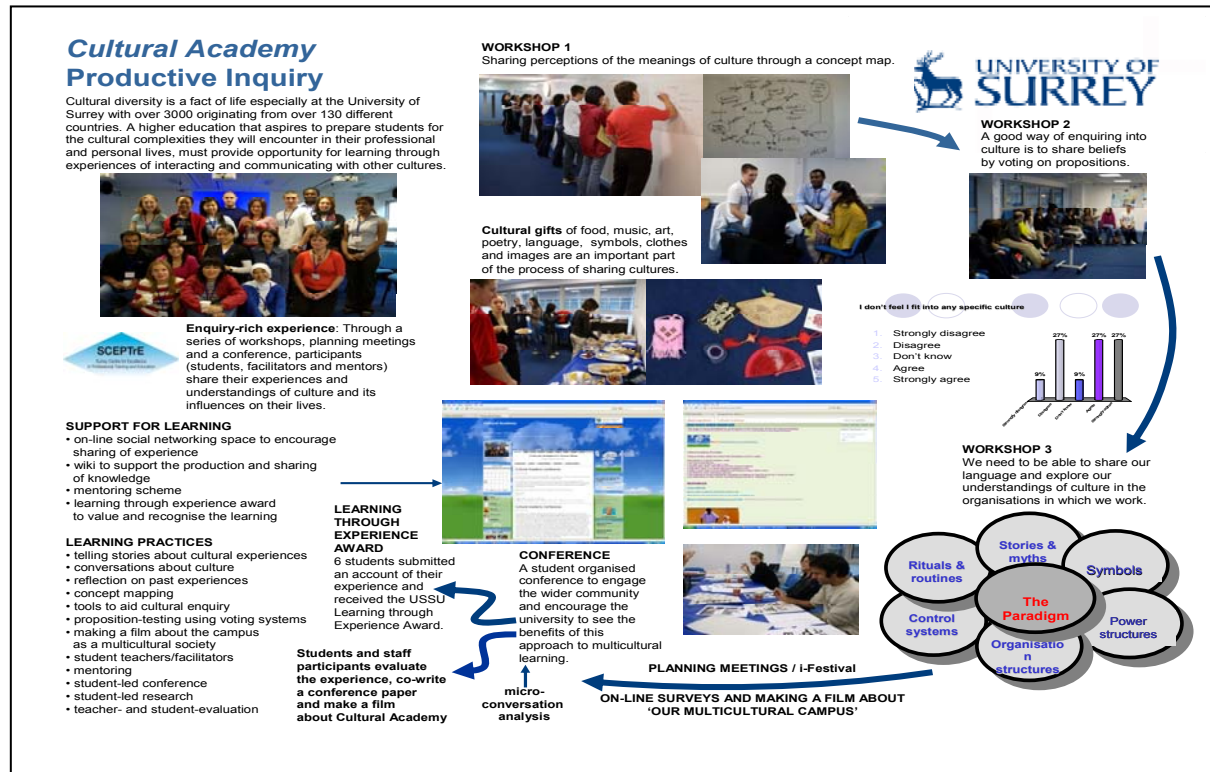 Cultural Academy
Productive Inquiry
Cultural diversity is a fact of life especially at the University of
Surrey with over 3000 originating from over 130 different
countries. A higher education that aspires to prepare students for
the cultural complexities they will encounter in their professional
and personal lives, must provide opportunity for learning through
experiences of interacting and communicating with other cultures.
SCEPTrE
Enquiry-rich experience: Through a
series of workshops, planning meetings
and a conference, participants
(students, facilitators and mentors)
share their experiences and
understandings of culture and its
influences on their lives.
SUPPORT FOR LEARNING
• on-line social networking space to encourage
sharing of experience
• wiki to support the production and sharing
of knowledge
• mentoring scheme
• learning through experience award
to value and recognise the learning
LEARNING PRACTICES
• telling stories about cultural experiences
• conversations about culture
• reflection on past experiences
• concept mapping
• tools to aid cultural enquiry
• proposition-testing using voting systems
• making a film about the campus
as a multicultural society
• student teachers/facilitators
• mentoring
• student-led conference
• student-led research
• teacher- and student-evaluation
WORKSHOP 1
Sharing perceptions of the meanings of culture through a concept map.
Cultural gifts of food, music, art,
poetry, language, symbols, clothes
and images are an important part
of the process of sharing cultures.
UNIVERSITY OF
SURREY
WORKSHOP 2
A good way of enquiring into
culture is to share beliefs
by voting on propositions.
I don't feel I fit into any specific culture
1. Strongly disagree
2. Disagree
3. Don't know
4. Agree
5. Strongly agree
9%
27%
9%
27%
27%
WORKSHOP 3
We need to be able to share our
language and explore our
understandings of culture in the
organisations in which we work.
Stories &
myths
Rituals &
routines
Symbols
The
Paradigm
Control
systems
Power
structures
Organisatio
n
structures
PLANNING MEETINGS / i-Festival
ON-LINE SURVEYS AND MAKING A FILM ABOUT
'OUR MULTICULTURAL CAMPUS'
CONFERENCE
A student organised
conference to engage
the wider community
and encourage the
university to see the
benefits of this
approach to multicultural
learning.
micro-
conversation
analysis
LEARNING
THROUGH
EXPERIENCE
AWARD
6 students submitted
an account of their
experience and
received the USSU
Learning through
Experience Award.
Students and staff
participants evaluate
the experience, co-write
a conference paper
and make a film
about Cultural Academy